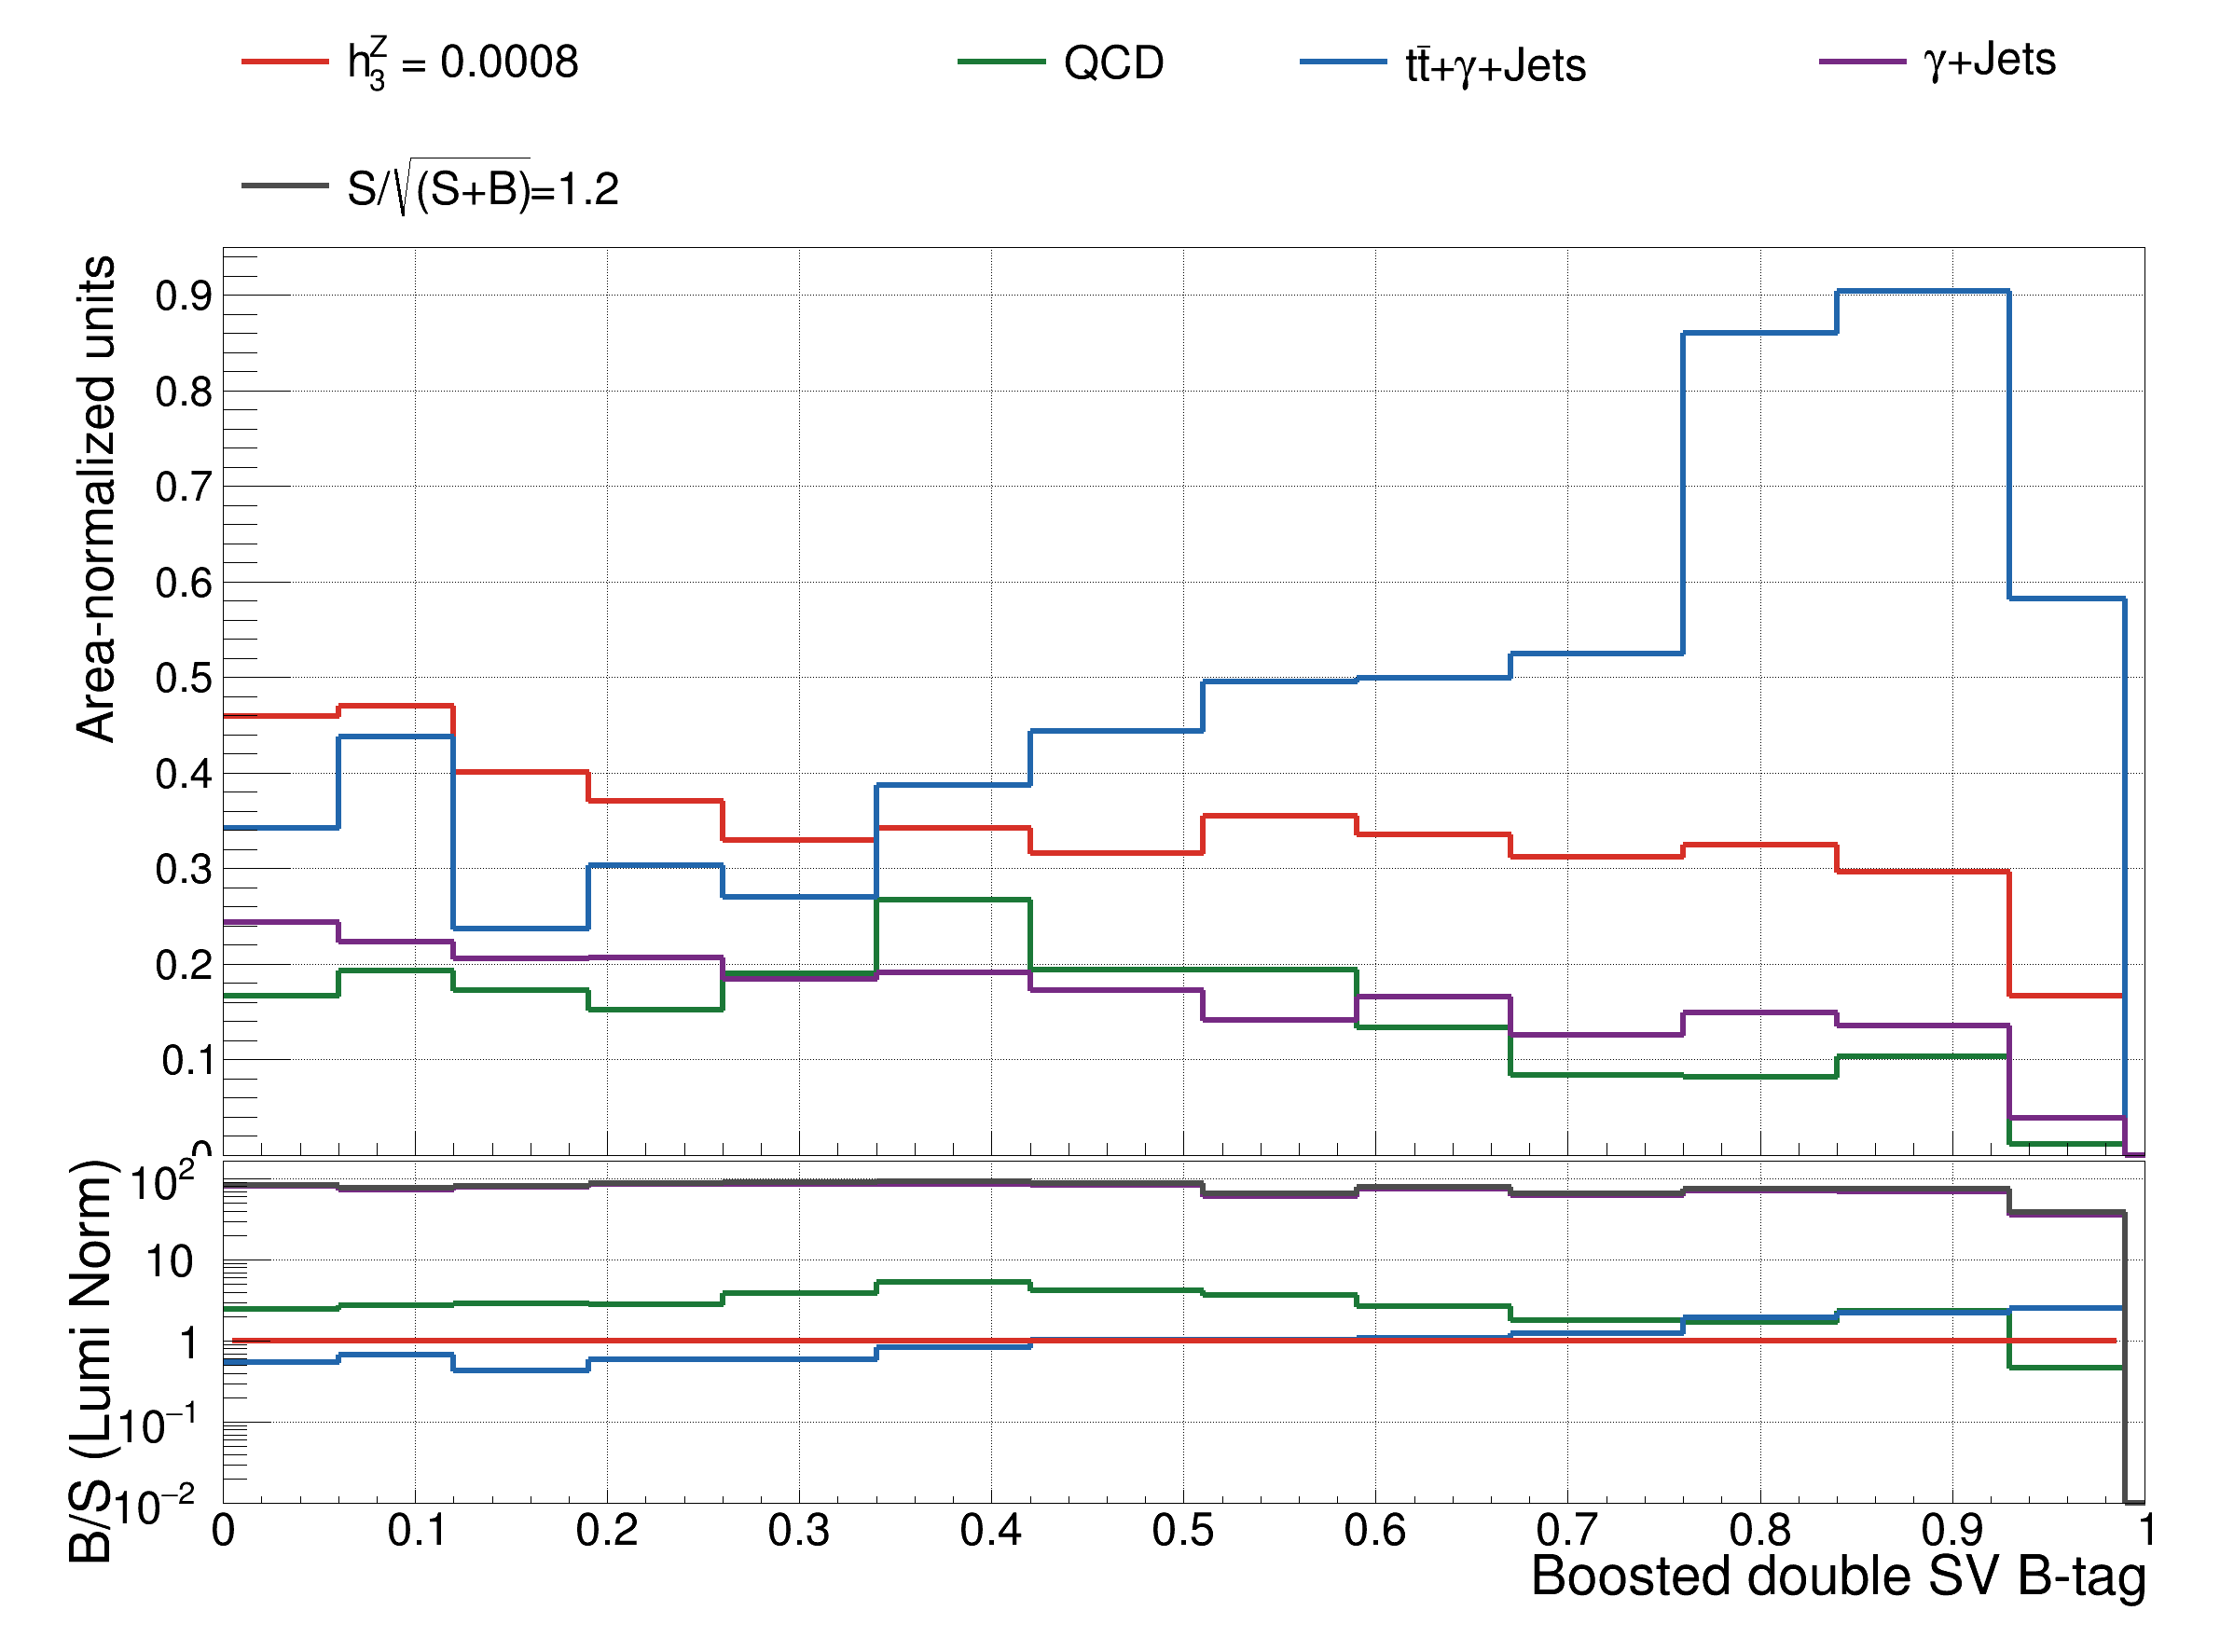 h₃ᶻ = 0.0008 QCD tt̄+γ+Jets γ+Jets
S/√(S+B)=1.2
Area-normalized units
0.9
0.8
0.7
0.6
0.5
0.4
0.3
0.2
0.1
0
B/S (Lumi Norm)
10²
10
1
10⁻¹
10⁻²
0 0.1 0.2 0.3 0.4 0.5 0.6 0.7 0.8 0.9 1
Boosted double SV B-tag